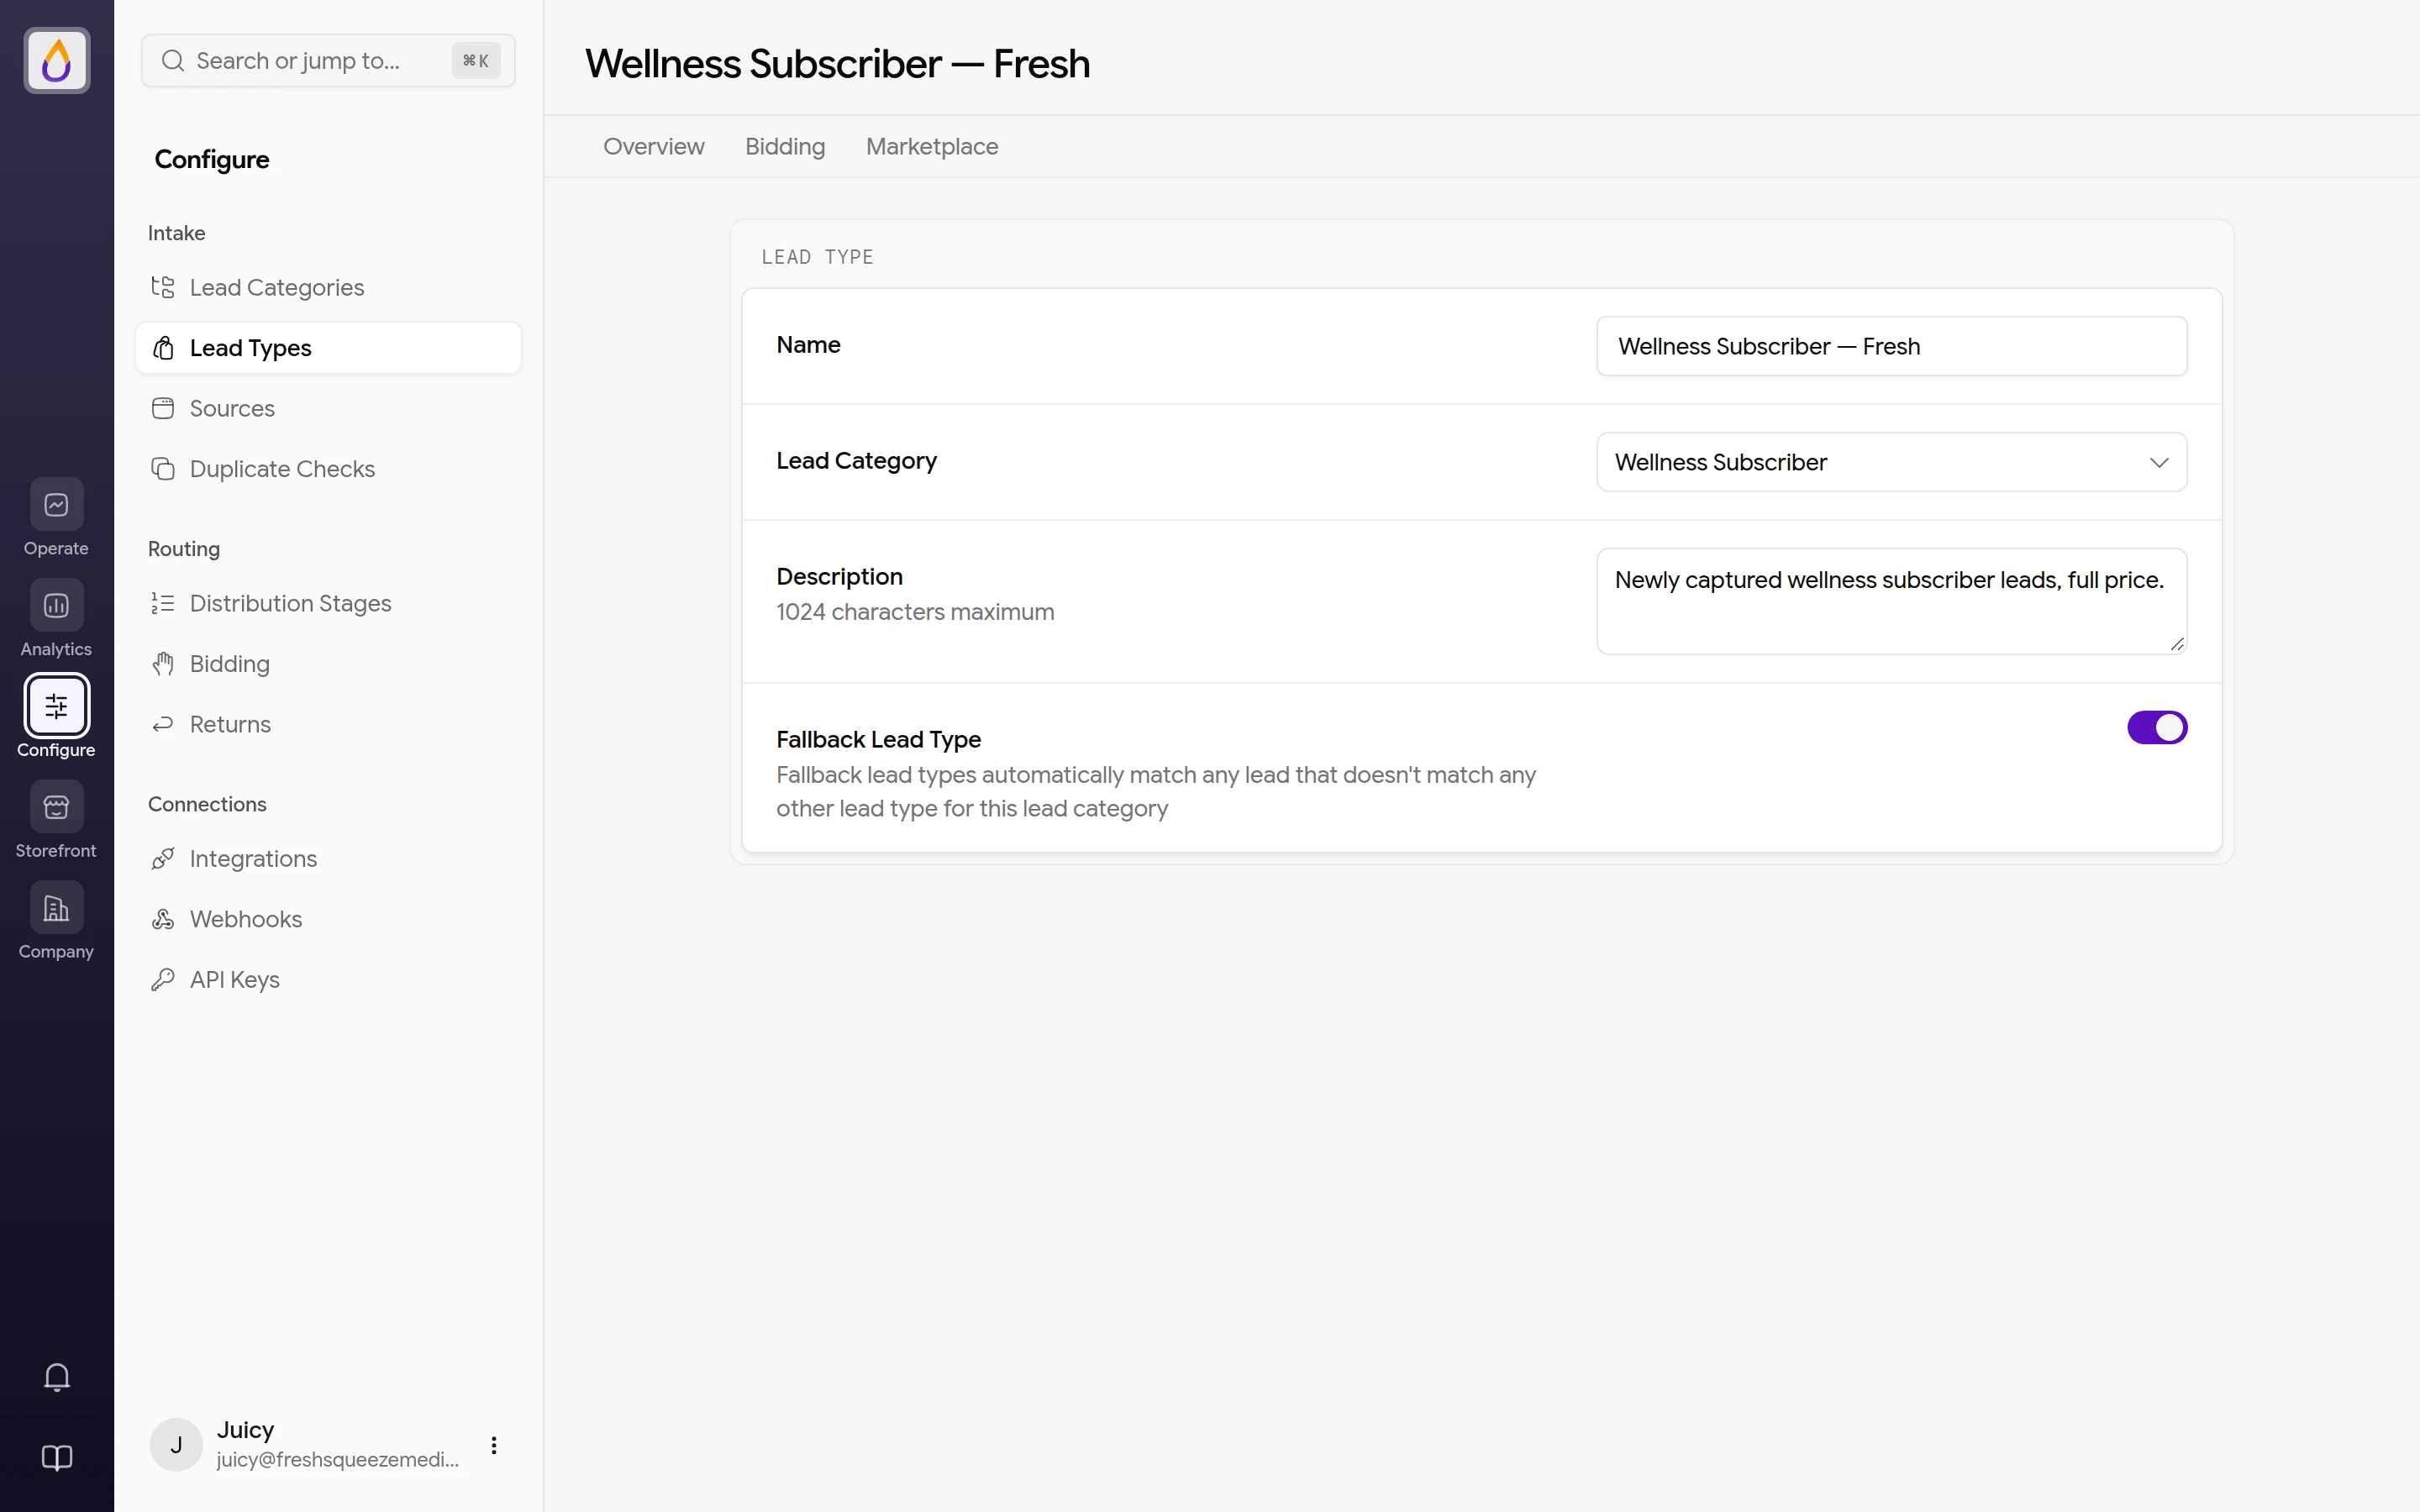 Search or jump to...
⌘K
Configure
Intake
Lead Categories
Lead Types
Sources
Duplicate Checks
Routing
Distribution Stages
Bidding
Returns
Connections
Integrations
Webhooks
API Keys
Operate
Analytics
Configure
Storefront
Company
J
Juicy
juicy@freshsqueezemedi...
Wellness Subscriber — Fresh
Overview
Bidding
Marketplace
LEAD TYPE
Name
Wellness Subscriber — Fresh
Lead Category
Wellness Subscriber
Description
1024 characters maximum
Newly captured wellness subscriber leads, full price.
Fallback Lead Type
Fallback lead types automatically match any lead that doesn't match any
other lead type for this lead category